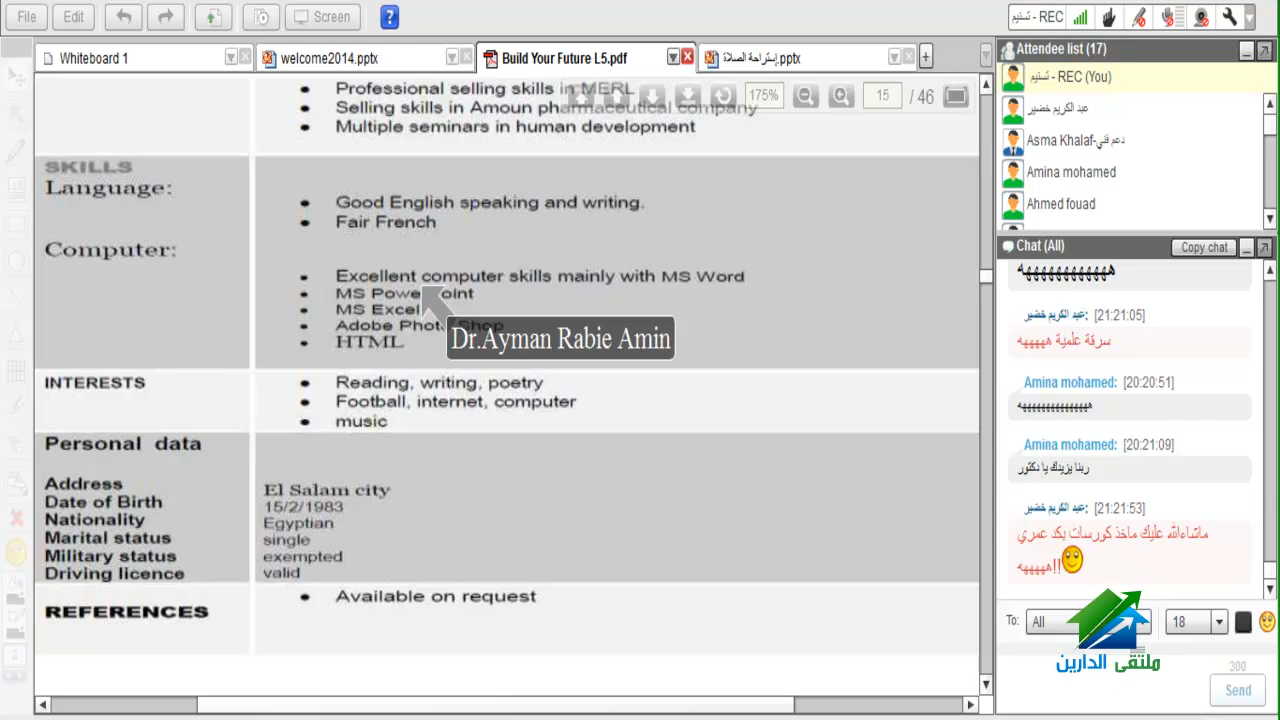 File Edit Screen ? تسنيم - REC
Whiteboard 1 welcome2014.pptx Build Your Future L5.pdf إستراحة الصلاة.pptx +
175% 15 / 46
• Professional selling skills in MERL
• Selling skills in Amoun pharmaceutical company
• Multiple seminars in human development
SKILLS
Language:
• Good English speaking and writing.
• Fair French
Computer:
• Excellent computer skills mainly with MS Word
• MS PowerPoint
• MS Excel
• Adobe Photo Shop
• HTML
Dr.Ayman Rabie Amin
INTERESTS
• Reading, writing, poetry
• Football, internet, computer
• music
Personal data
Address El Salam city
Date of Birth 15/2/1983
Nationality Egyptian
Marital status single
Military status exempted
Driving licence valid
REFERENCES
• Available on request
Attendee list (17)
تسنيم - REC (You)
عبد الكريم خضير
Asma Khalaf-دعم فني
Amina mohamed
Ahmed fouad
Chat (All) Copy chat
عبد الكريم خضير: [21:21:05]
سرقة علمية هههههه
Amina mohamed: [20:20:51]
Amina mohamed: [20:21:09]
ربنا يزيدك يا دكتور
عبد الكريم خضير: [21:21:53]
ماشاءالله عليك ماخذ كورسات بكد عمري
!!هههههه
To: All 18
ملتقى الدارين
300
Send